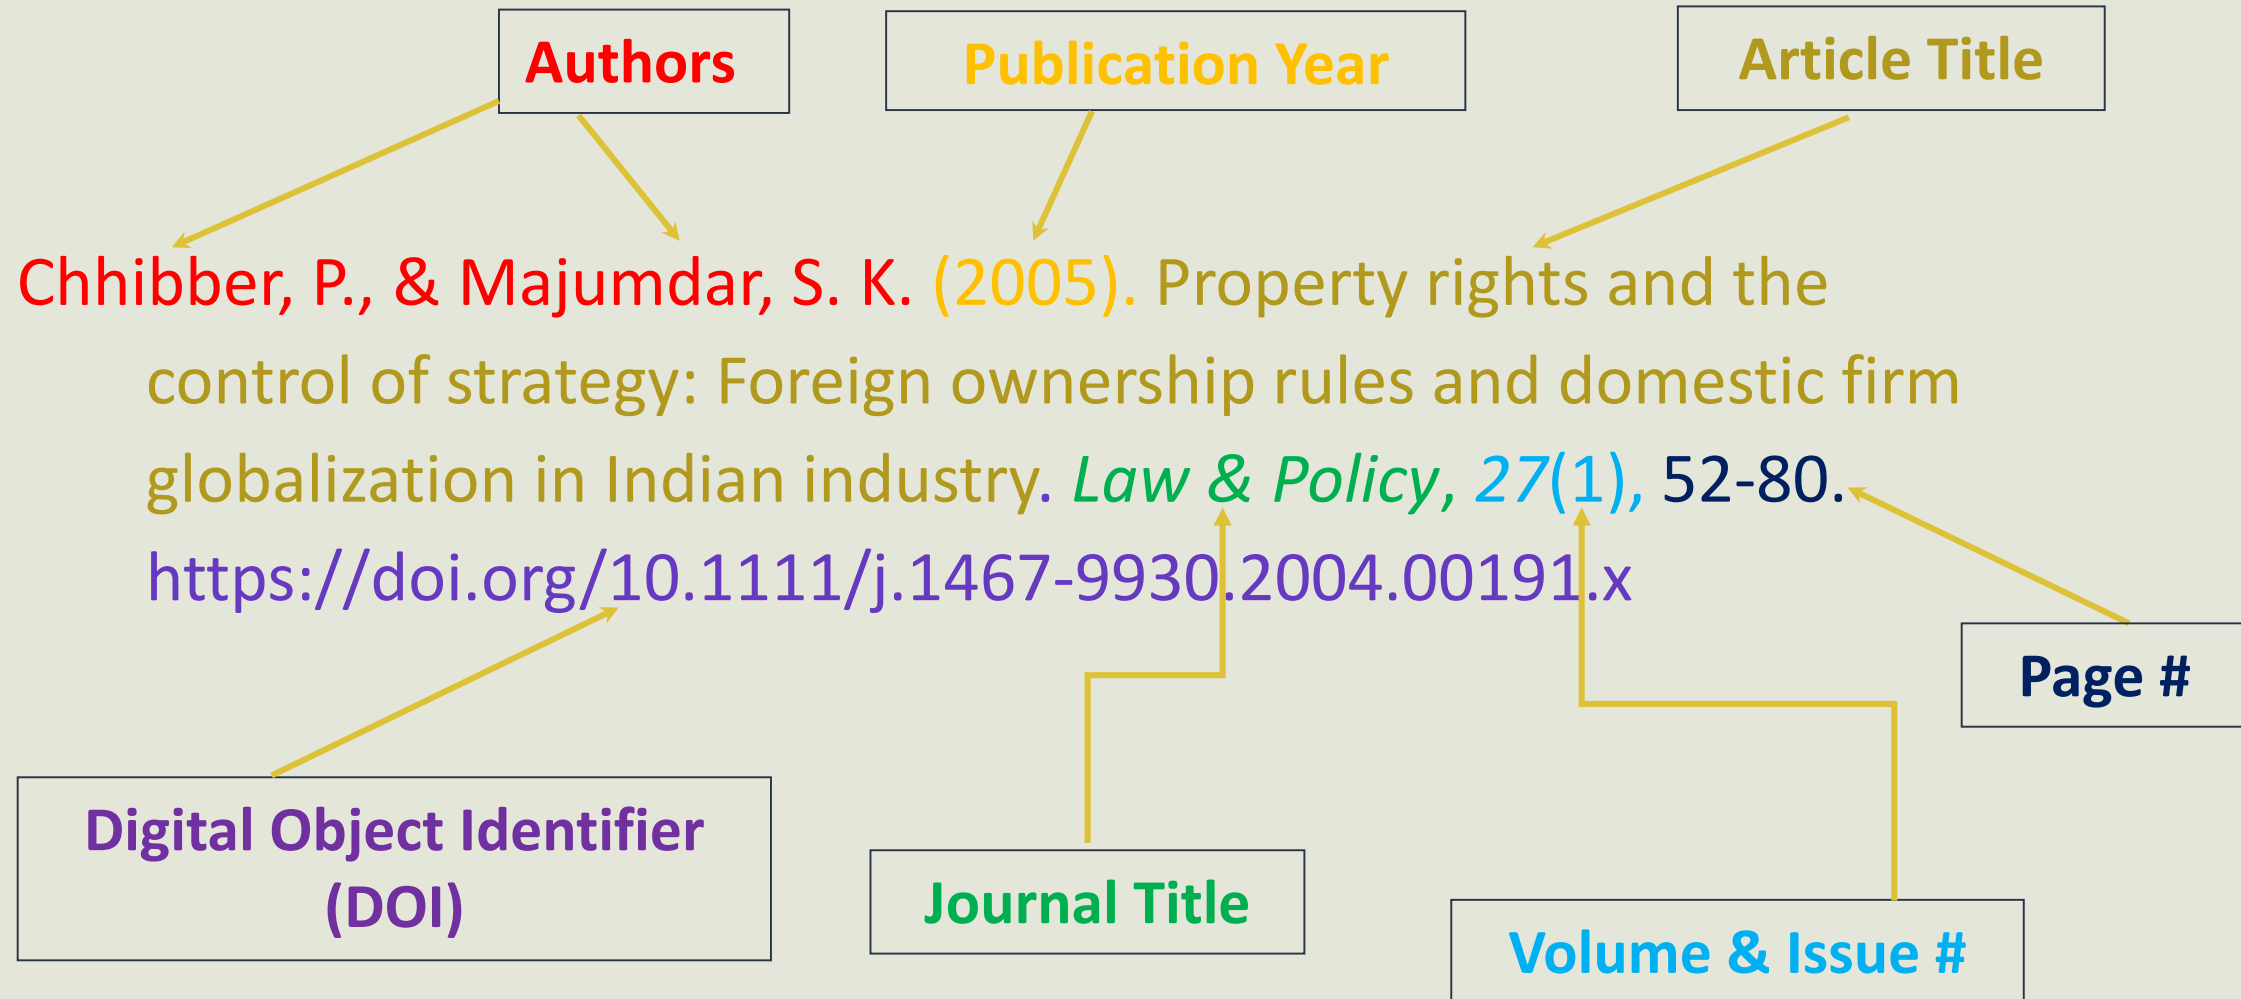 Authors
Publication Year
Article Title
Chhibber, P., & Majumdar, S. K. (2005). Property rights and the
control of strategy: Foreign ownership rules and domestic firm
globalization in Indian industry. Law & Policy, 27(1), 52-80.
https://doi.org/10.1111/j.1467-9930.2004.00191.x
Page #
Digital Object Identifier
(DOI)
Journal Title
Volume & Issue #